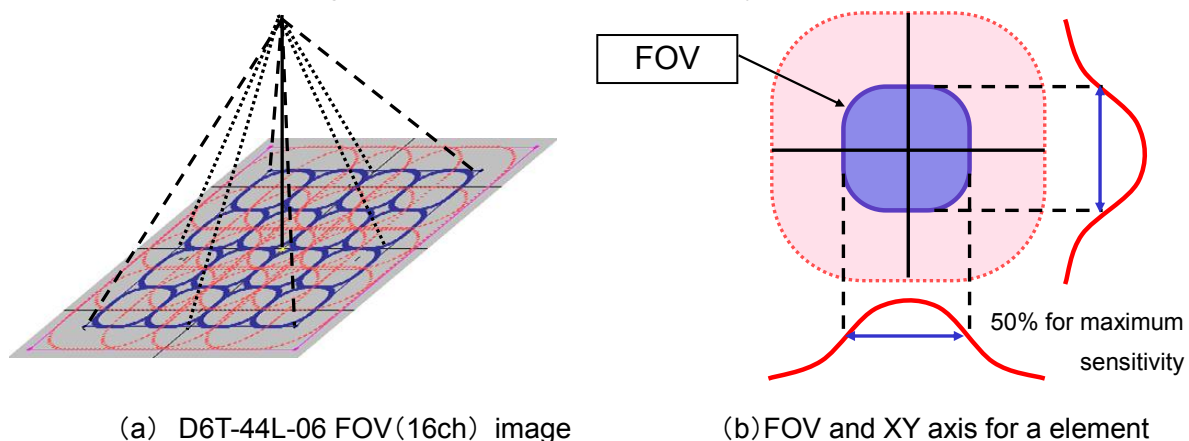 FOV
50% for maximum
sensitivity
(a) D6T-44L-06 FOV(16ch) image
(b)FOV and XY axis for a element